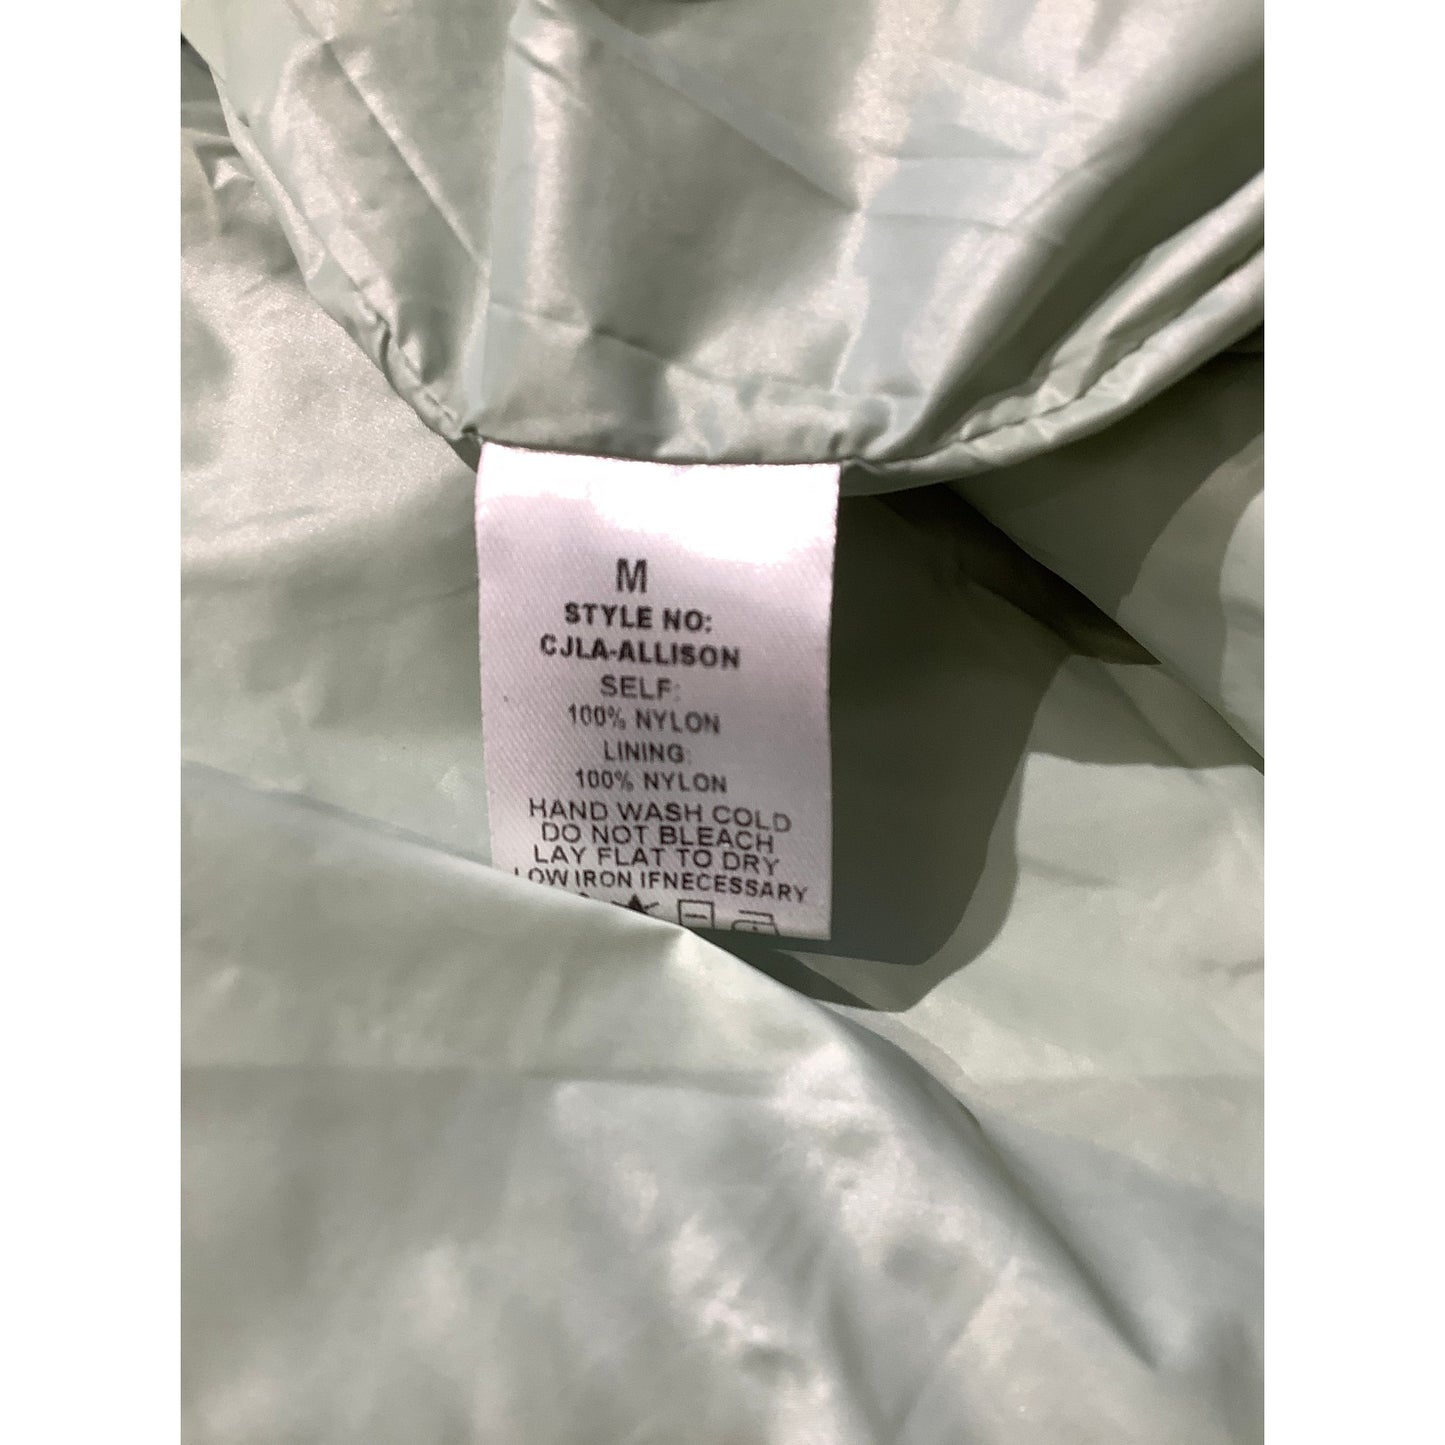 M
STYLE NO:
CJLA-ALLISON
SELF:
100% NYLON
LINING:
100% NYLON
HAND WASH COLD
DO NOT BLEACH
LAY FLAT TO DRY
LOW IRON IFNECESSARY